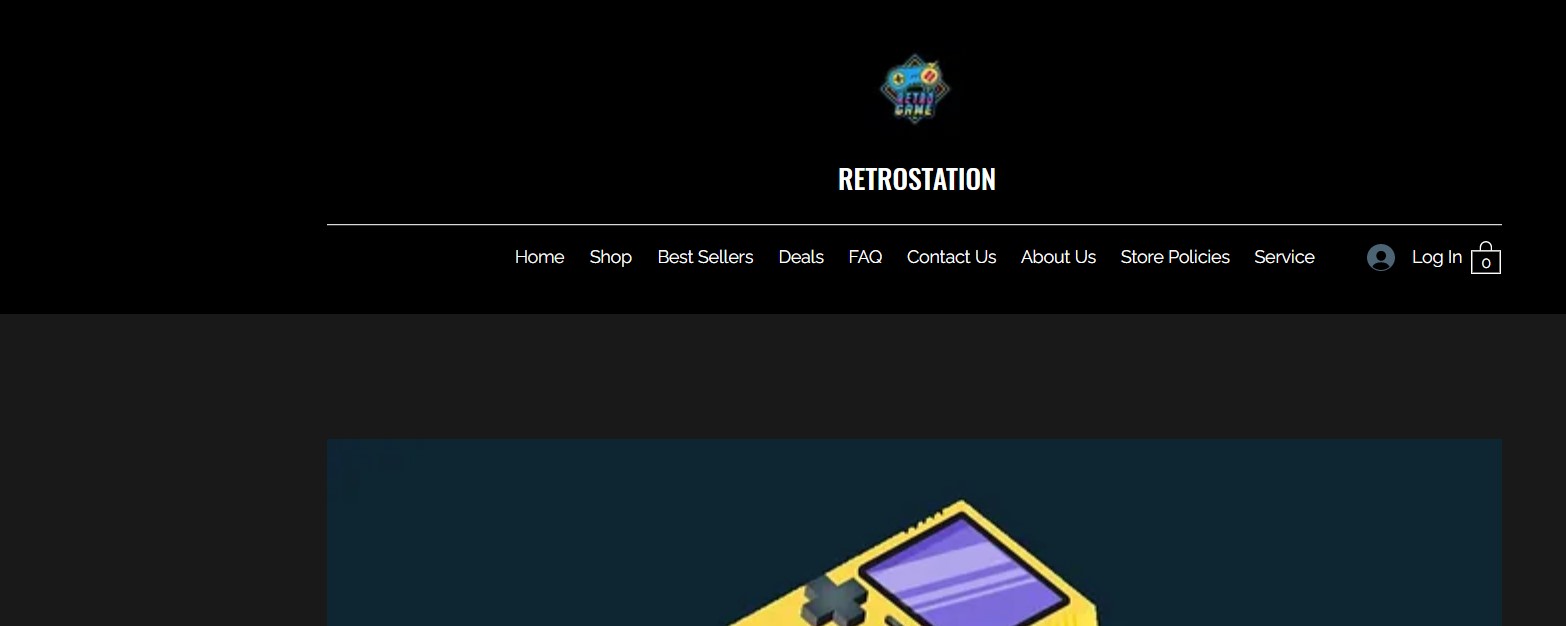 RETRO
GAME
RETROSTATION
Home Shop Best Sellers Deals FAQ Contact Us About Us Store Policies Service Log In 0